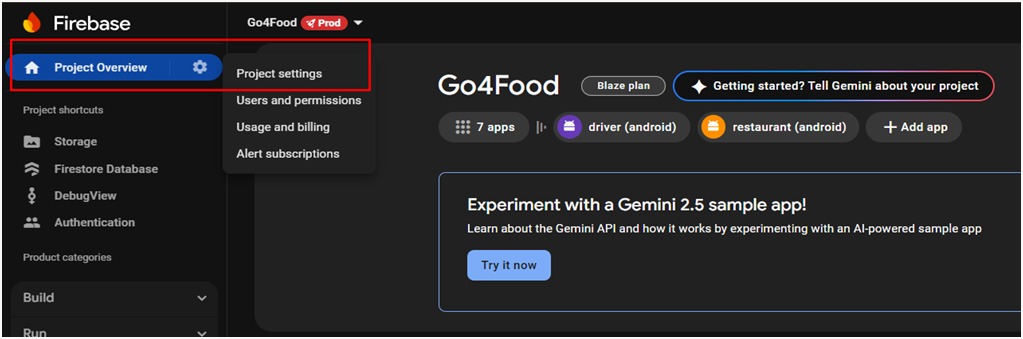 Firebase
Go4Food Prod
Project Overview
Project settings
Users and permissions
Usage and billing
Alert subscriptions
Project shortcuts
Storage
Firestore Database
DebugView
Authentication
Product categories
Build
Run
Go4Food
Blaze plan
Getting started? Tell Gemini about your project
7 apps
driver (android)
restaurant (android)
+ Add app
Experiment with a Gemini 2.5 sample app!
Learn about the Gemini API and how it works by experimenting with an AI-powered sample app
Try it now